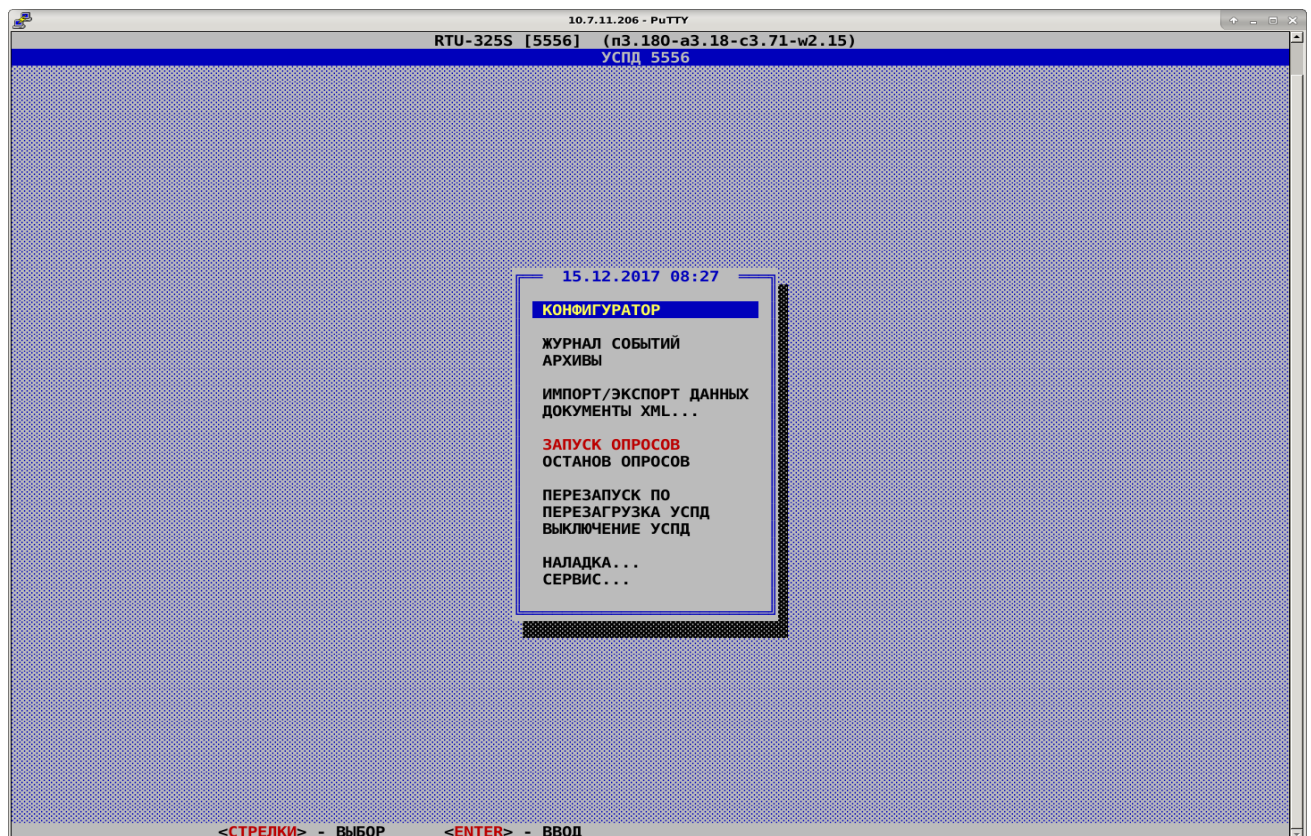 10.7.11.206 - PuTTY
RTU-325S [5556] (п3.180-а3.18-с3.71-w2.15)
УСПД 5556
15.12.2017 08:27
КОНФИГУРАТОР
ЖУРНАЛ СОБЫТИЙ
АРХИВЫ
ИМПОРТ/ЭКСПОРТ ДАННЫХ
ДОКУМЕНТЫ XML...
ЗАПУСК ОПРОСОВ
ОСТАНОВ ОПРОСОВ
ПЕРЕЗАПУСК ПО
ПЕРЕЗАГРУЗКА УСПД
ВЫКЛЮЧЕНИЕ УСПД
НАЛАДКА...
СЕРВИС...
<СТРЕЛКИ> - ВЫБОР <ENTER> - ВВОД